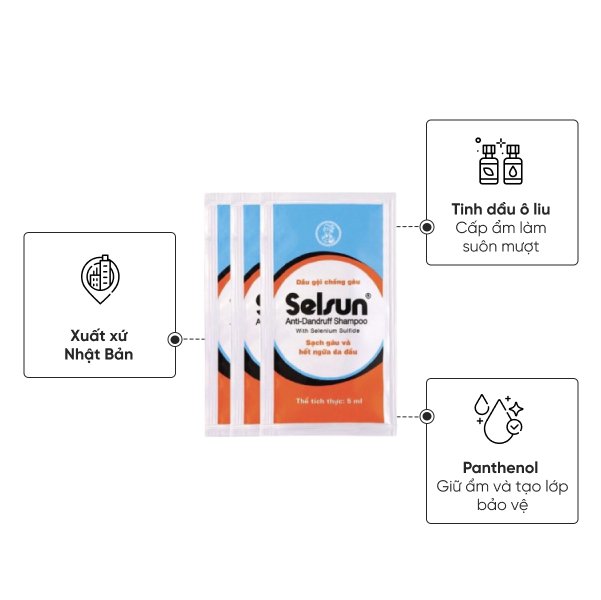 Tinh dầu ô liu
Cấp ẩm làm
suôn mượt
Xuất xứ
Nhật Bản
Dầu gội chống gàu
Selsun®
Anti-Dandruff Shampoo
With Selenium Sulfide
Sạch gàu và
hết ngứa da đầu
Thể tích thực: 5 ml
Panthenol
Giữ ẩm và tạo lớp
bảo vệ